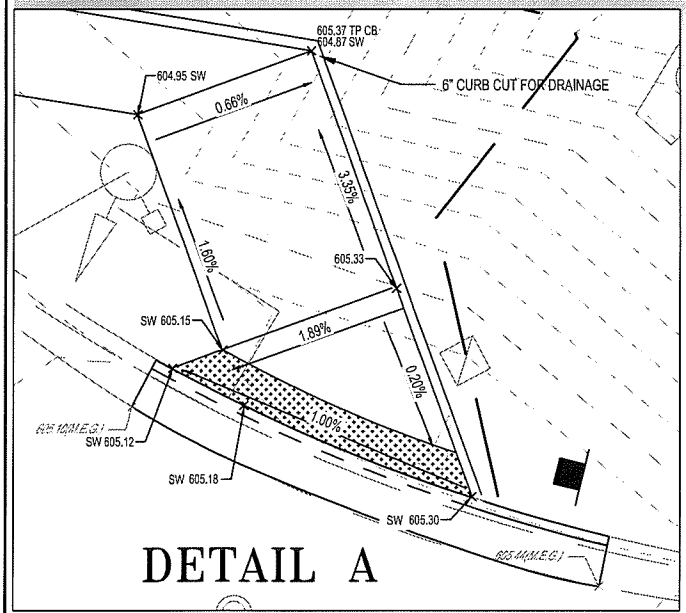 605.37 TP CB
604.87 SW
604.95 SW
6" CURB CUT FOR DRAINAGE
0.66%
3.35%
1.60%
605.33
SW 605.15
1.89%
0.20%
1.00%
605.10(M.E.G.)
SW 605.12
SW 605.18
SW 605.30
605.44(M.E.G.)
DETAIL A